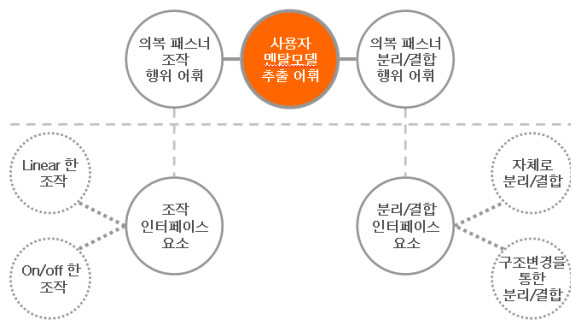 의복 패스너
조작
행위 어휘
사용자
멘탈모델
추출 어휘
의복 패스너
분리/결합
행위 어휘
Linear 한
조작
On/off 한
조작
조작
인터페이스
요소
분리/결합
인터페이스
요소
자체로
분리/결합
구조변경을
통한
분리/결합